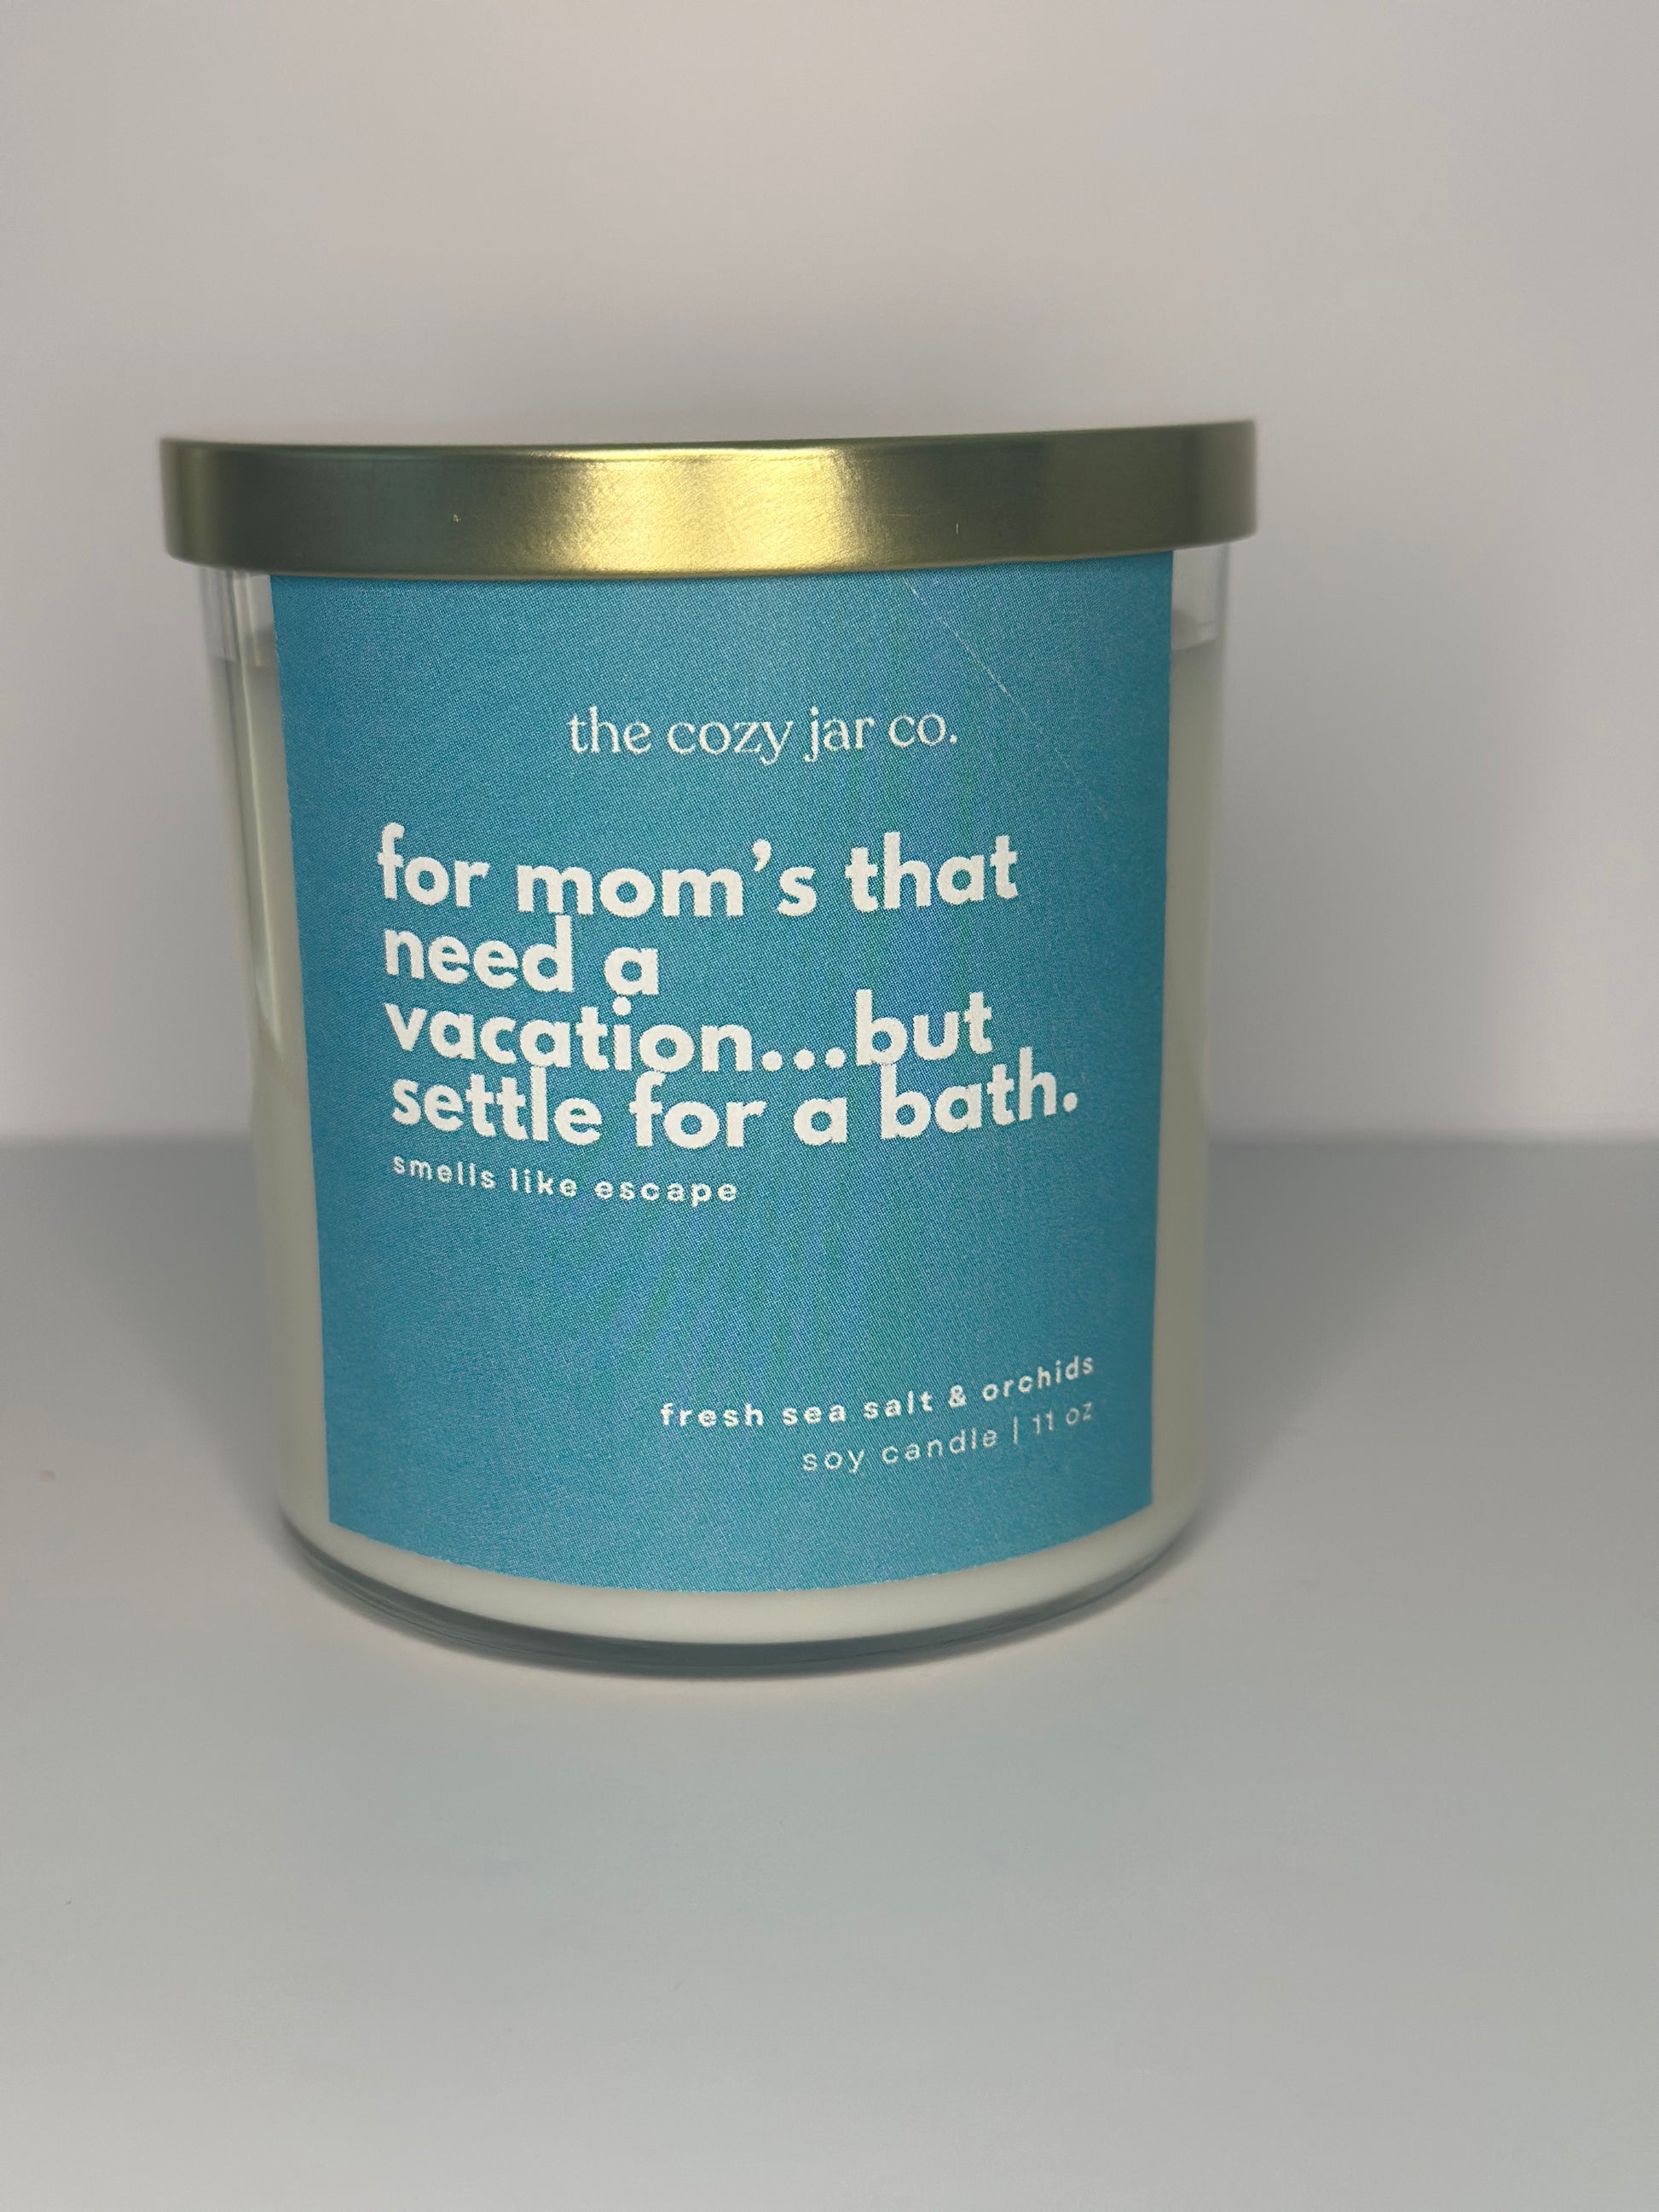 the cozy jar co.
for mom's that
need a
vacation...but
settle for a bath.
smells like escape
fresh sea salt & orchids
soy candle | 11 oz